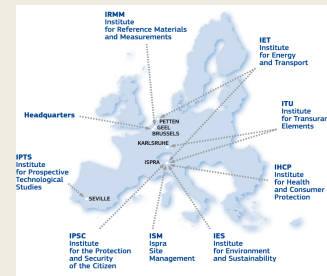 IRMM
Institute
for Reference Materials
and Measurements
IET
Institute
for Energy
and Transport
Headquarters
PETTEN
GEEL
BRUSSELS
ITU
Institute
for Transuranium
Elements
KARLSRUHE
IPTS
Institute
for Prospective
Technological
Studies
ISPRA
IHCP
Institute
for Health
and Consumer
Protection
SEVILLE
IPSC
Institute
for the Protection
and Security
of the Citizen
ISM
Ispra
Site
Management
IES
Institute
for Environment
and Sustainability